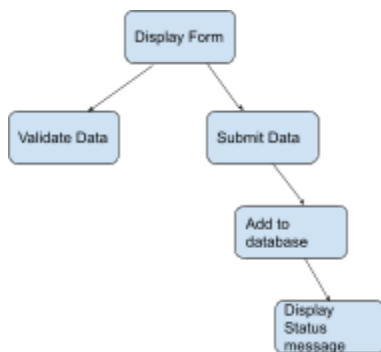 Display Form
Validate Data
Submit Data
Add to
database
Display
Status
message